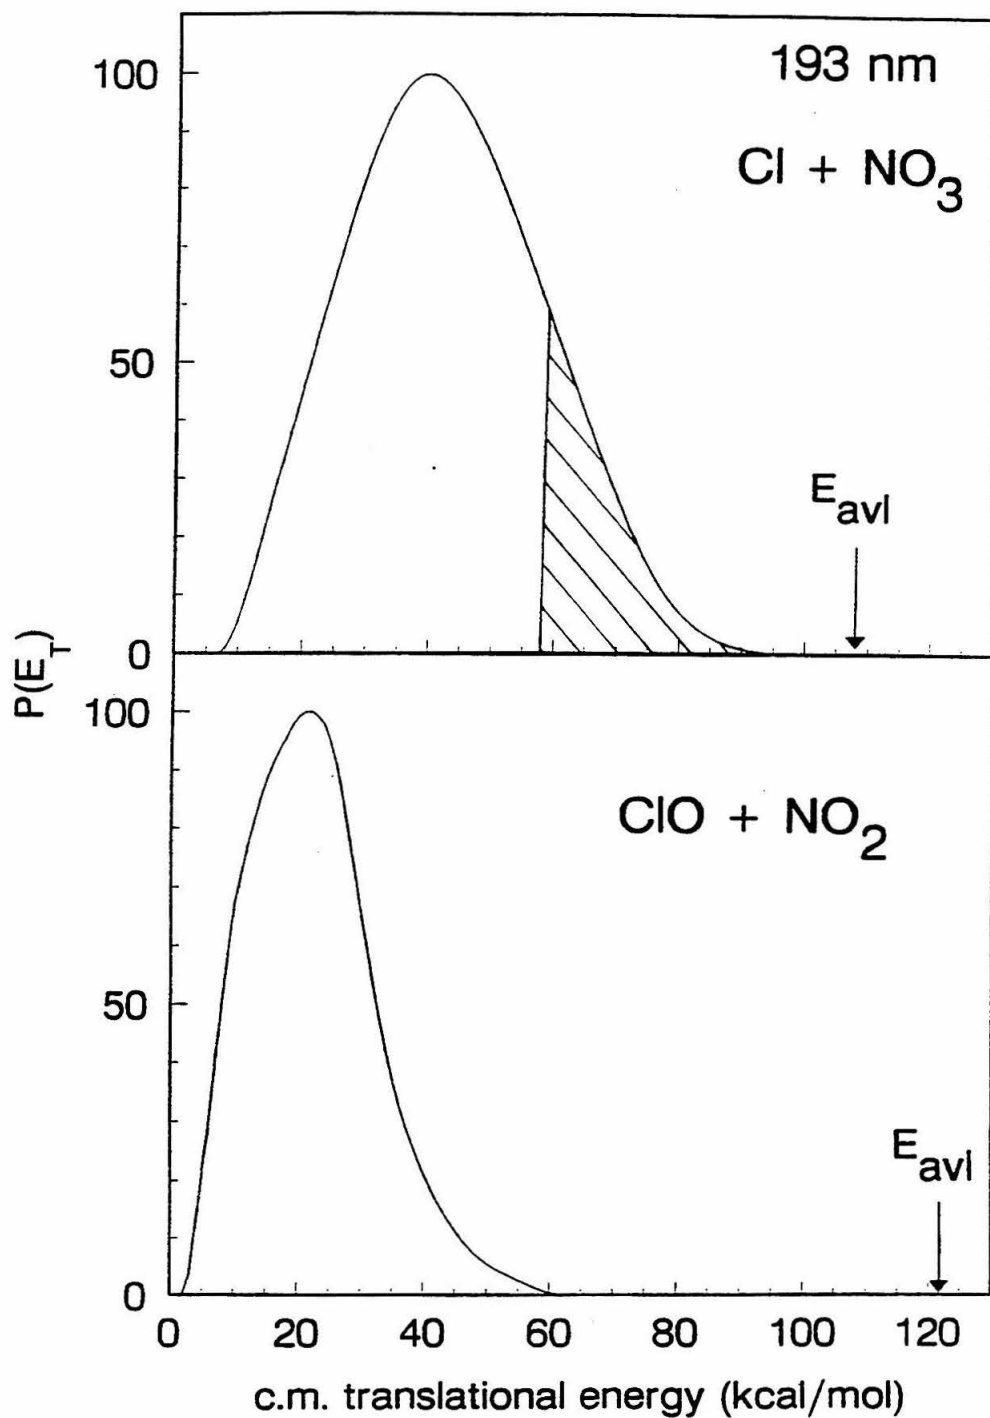 193 nm
Cl + NO3
100
50
0
Eavl
P(ET)
100
50
0
ClO + NO2
Eavl
0 20 40 60 80 100 120
c.m. translational energy (kcal/mol)